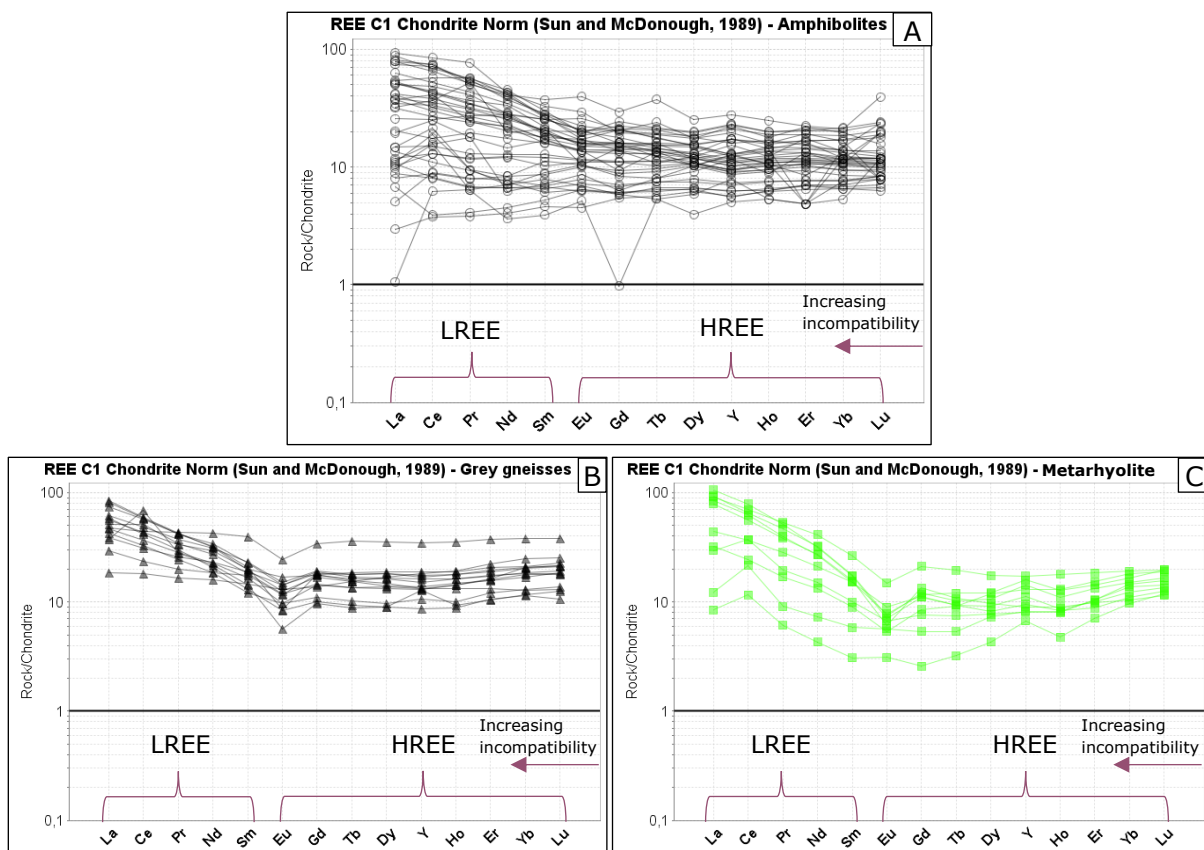 REE C1 Chondrite Norm (Sun and McDonough, 1989) - Amphibolites
A
100
10
1
0,1
Rock/Chondrite
LREE
HREE
Increasing
incompatibility
La Ce Pr Nd Sm Eu Gd Tb Dy Y Ho Er Yb Lu
REE C1 Chondrite Norm (Sun and McDonough, 1989) - Grey gneisses
B
100
10
1
0,1
Rock/Chondrite
LREE
HREE
Increasing
incompatibility
La Ce Pr Nd Sm Eu Gd Tb Dy Y Ho Er Yb Lu
REE C1 Chondrite Norm (Sun and McDonough, 1989) - Metarhyolite
C
100
10
1
0,1
Rock/Chondrite
LREE
HREE
Increasing
incompatibility
La Ce Pr Nd Sm Eu Gd Tb Dy Y Ho Er Yb Lu